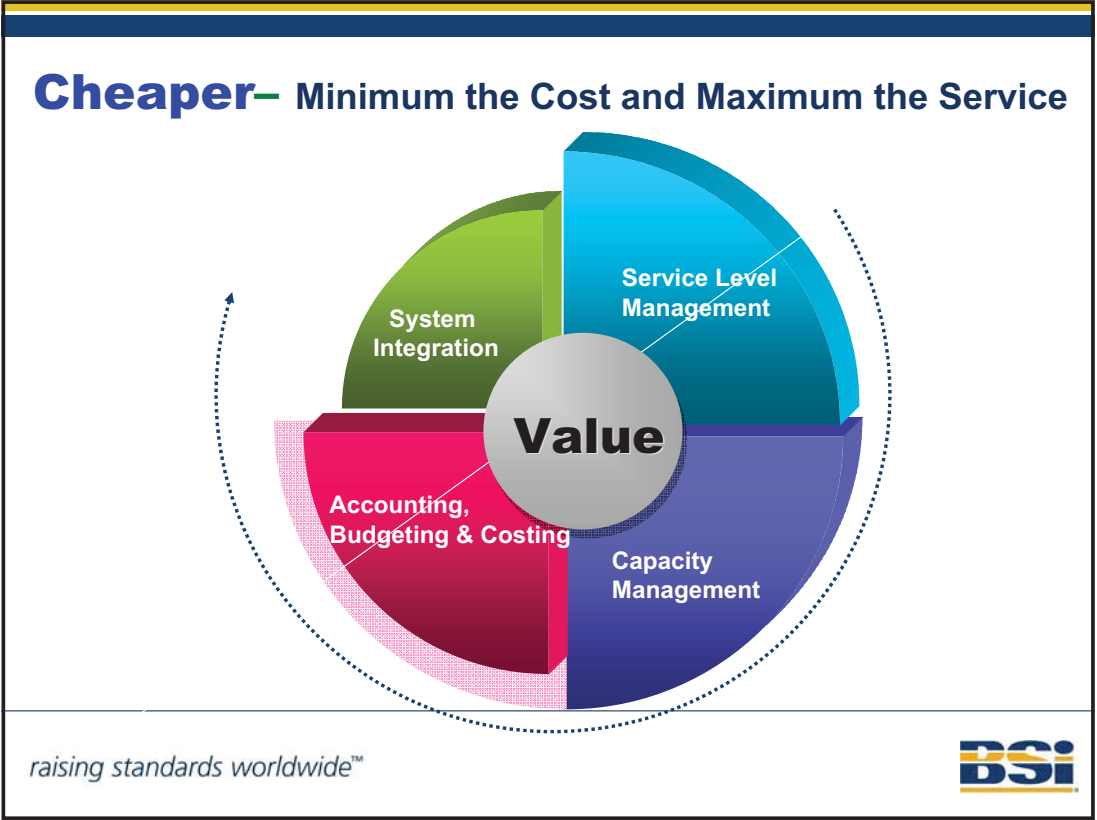 Cheaper– Minimum the Cost and Maximum the Service
System
Integration
Service Level
Management
Value
Accounting,
Budgeting & Costing
Capacity
Management
raising standards worldwide™
BSi